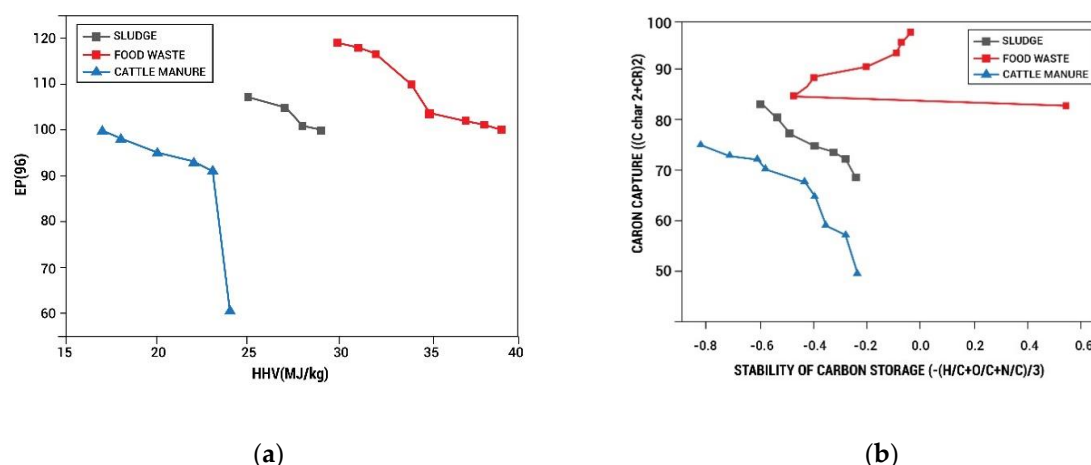 120
110
100
90
80
70
60
EP(96)
SLUDGE
FOOD WASTE
CATTLE MANURE
15 20 25 30 35 40
HHV(MJ/kg)
(a)
100
90
80
70
60
50
CARON CAPTURE ((C char 2+CR)2)
SLUDGE
FOOD WASTE
CATTLE MANURE
-0.8 -0.6 -0.4 -0.2 0.0 0.2 0.4 0.6
STABILITY OF CARBON STORAGE (-(H/C+O/C+N/C)/3)
(b)